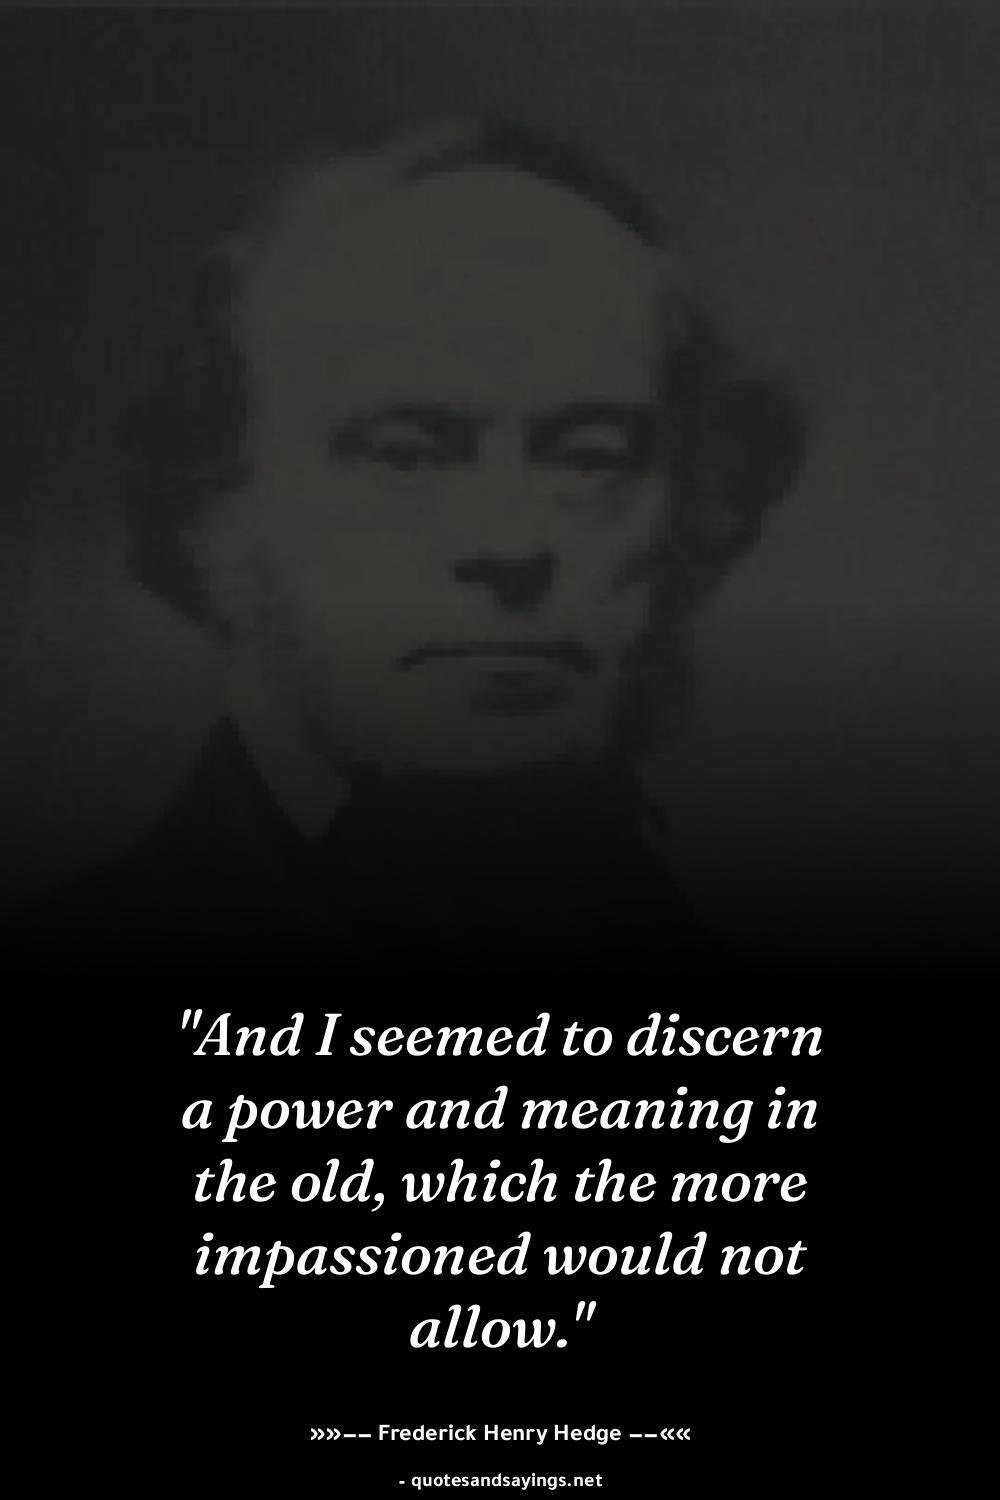 "And I seemed to discern
a power and meaning in
the old, which the more
impassioned would not
allow."
»»–– Frederick Henry Hedge ––««
- quotesandsayings.net